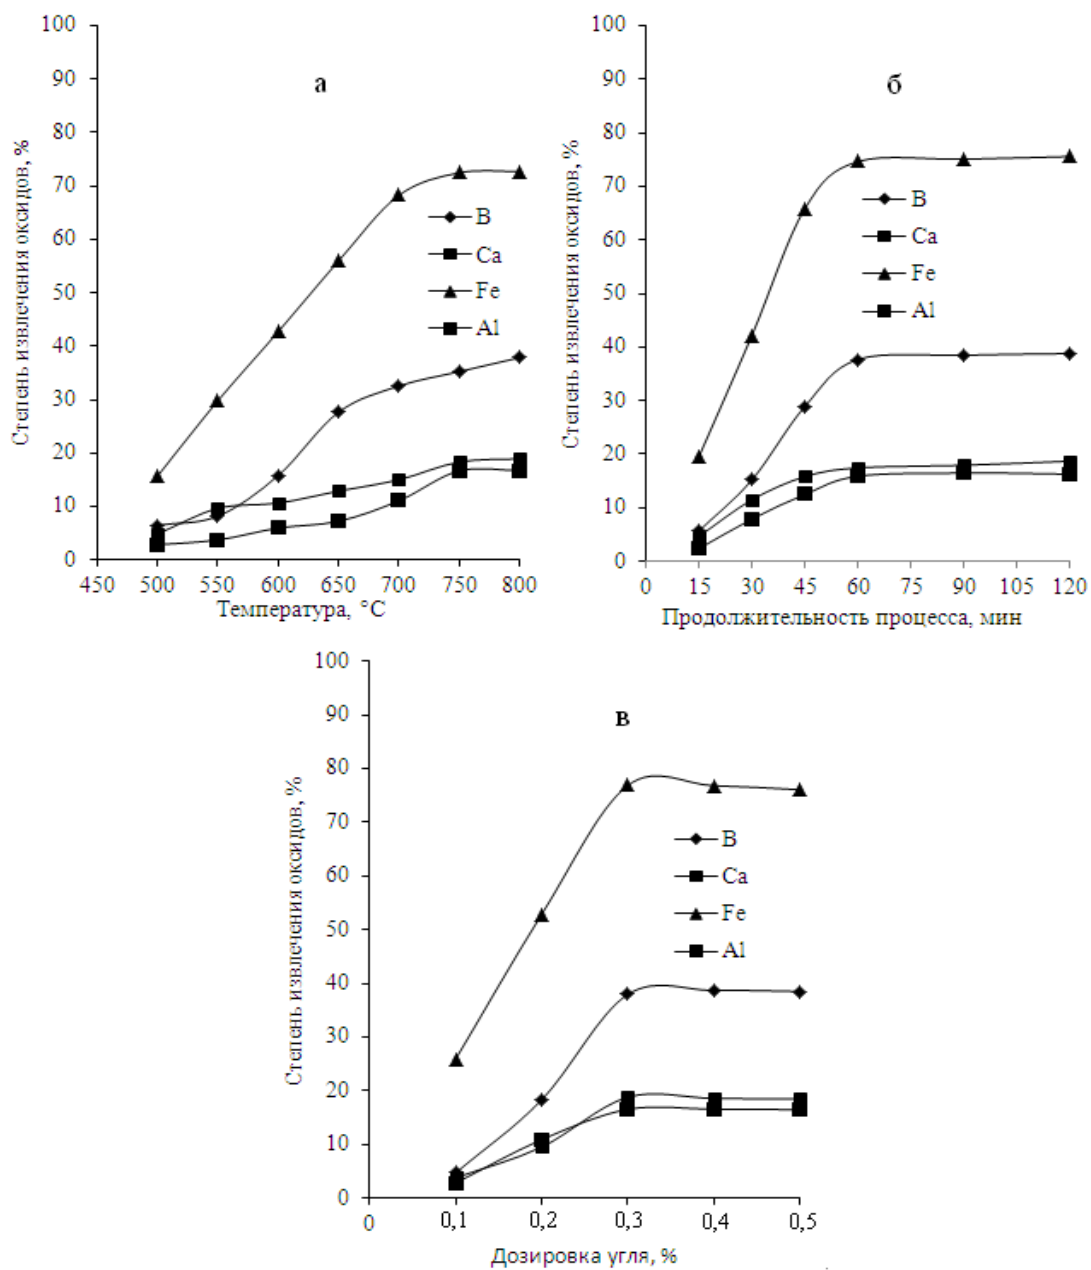 а
Степень извлечения оксидов, %
100
90
80
70
60
50
40
30
20
10
0
B
Ca
Fe
Al
450 500 550 600 650 700 750 800
Температура, °C
б
Степень извлечения оксидов, %
100
90
80
70
60
50
40
30
20
10
0
B
Ca
Fe
Al
0 15 30 45 60 75 90 105 120
Продолжительность процесса, мин
в
Степень извлечения оксидов, %
100
90
80
70
60
50
40
30
20
10
0
B
Ca
Fe
Al
0 0,1 0,2 0,3 0,4 0,5
Дозировка угля, %